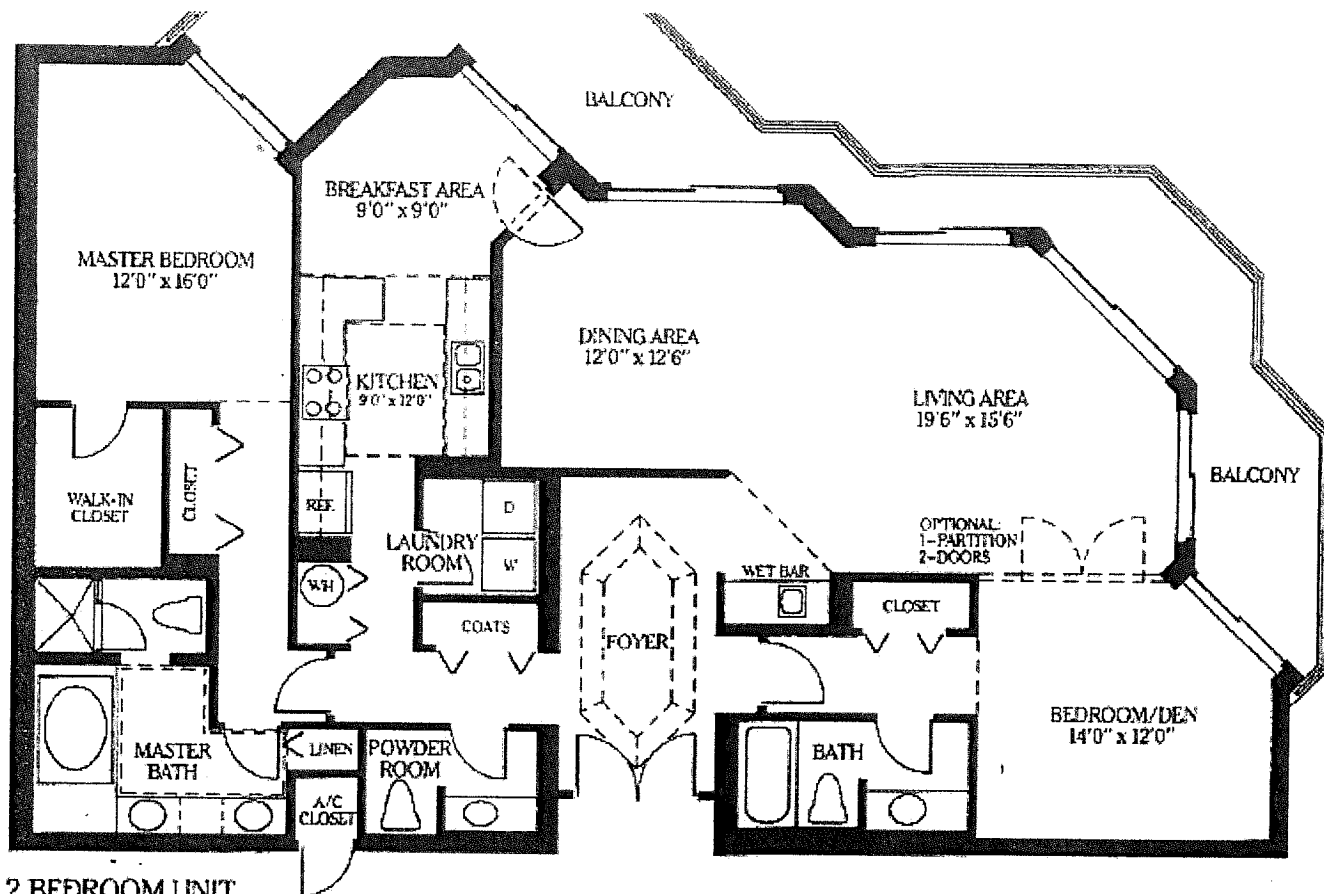 BALCONY
BREAKFAST AREA
9'0" x 9'0"
MASTER BEDROOM
12'0" x 16'0"
DINING AREA
12'0" x 12'6"
KITCHEN
9'0" x 12'0"
LIVING AREA
19'6" x 15'6"
BALCONY
WALK-IN
CLOSET
CLOSET
REF.
D
LAUNDRY
ROOM
W
OPTIONAL:
1-PARTITION
2-DOORS
WH
WET BAR
CLOSET
COATS
FOYER
BEDROOM/DEN
14'0" x 12'0"
MASTER
BATH
LINEN
POWDER
ROOM
BATH
A/C
CLOSET
2 BEDROOM UNIT